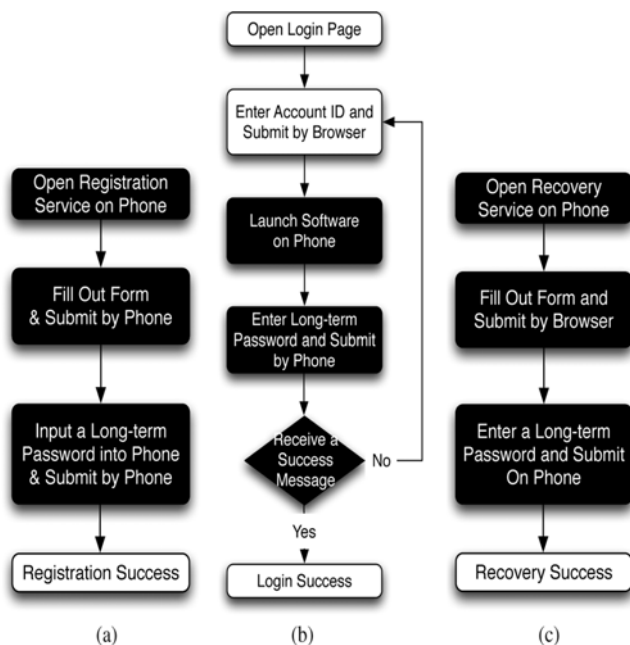 Open Registration
Service on Phone
Fill Out Form
& Submit by Phone
Input a Long-term
Password into Phone
& Submit by Phone
Registration Success
(a)
Open Login Page
Enter Account ID and
Submit by Browser
Launch Software
on Phone
Enter Long-term
Password and Submit
by Phone
Receive a
Success
Message
No
Yes
Login Success
(b)
Open Recovery
Service on Phone
Fill Out Form and
Submit by Browser
Enter a Long-term
Password and Submit
On Phone
Recovery Success
(c)